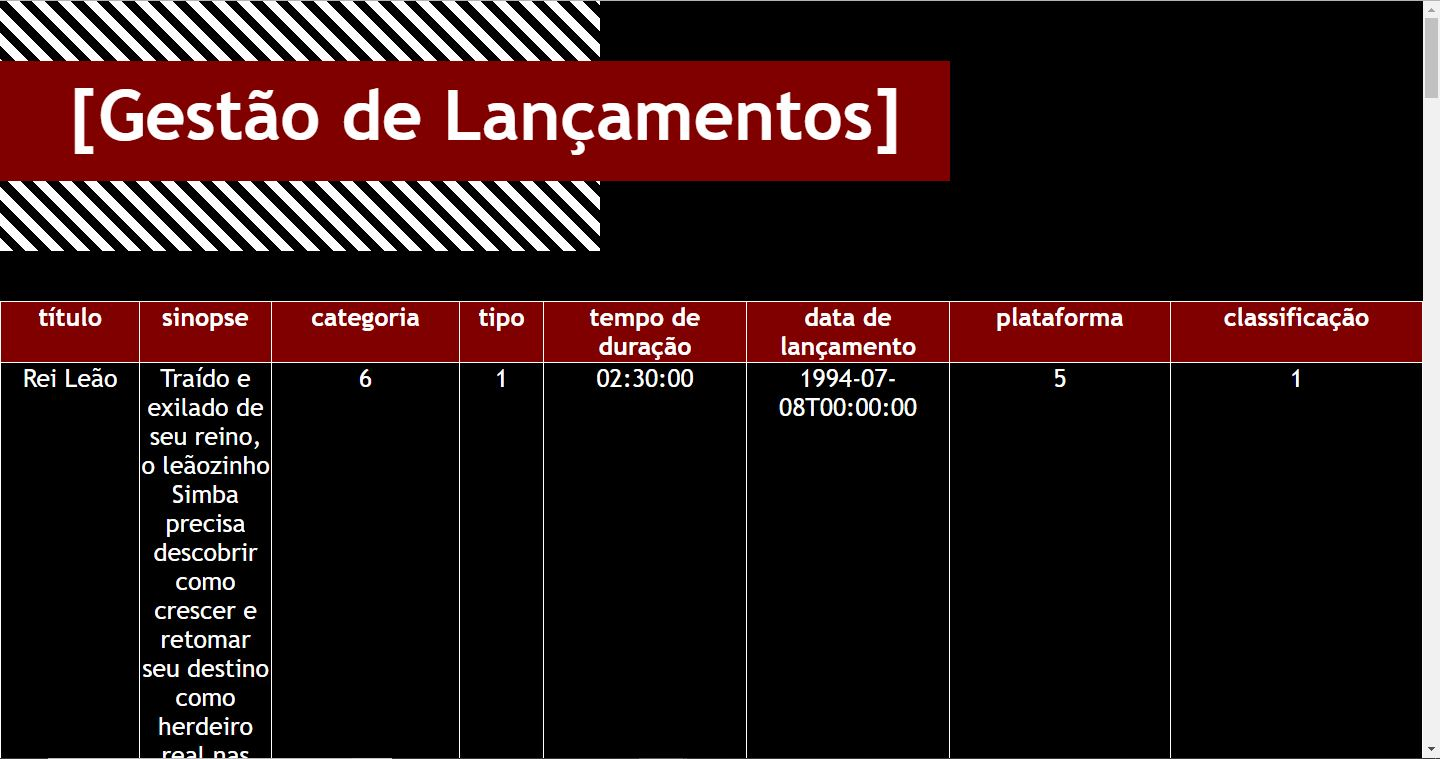 [Gestão de Lançamentos]
título sinopse categoria tipo tempo de duração data de lançamento plataforma classificação
Rei Leão
Traído e
exilado de
seu reino,
o leãozinho
Simba
precisa
descobrir
como
crescer e
retomar
seu destino
como
herdeiro
real nas
6
1
02:30:00
1994-07-
08T00:00:00
5
1